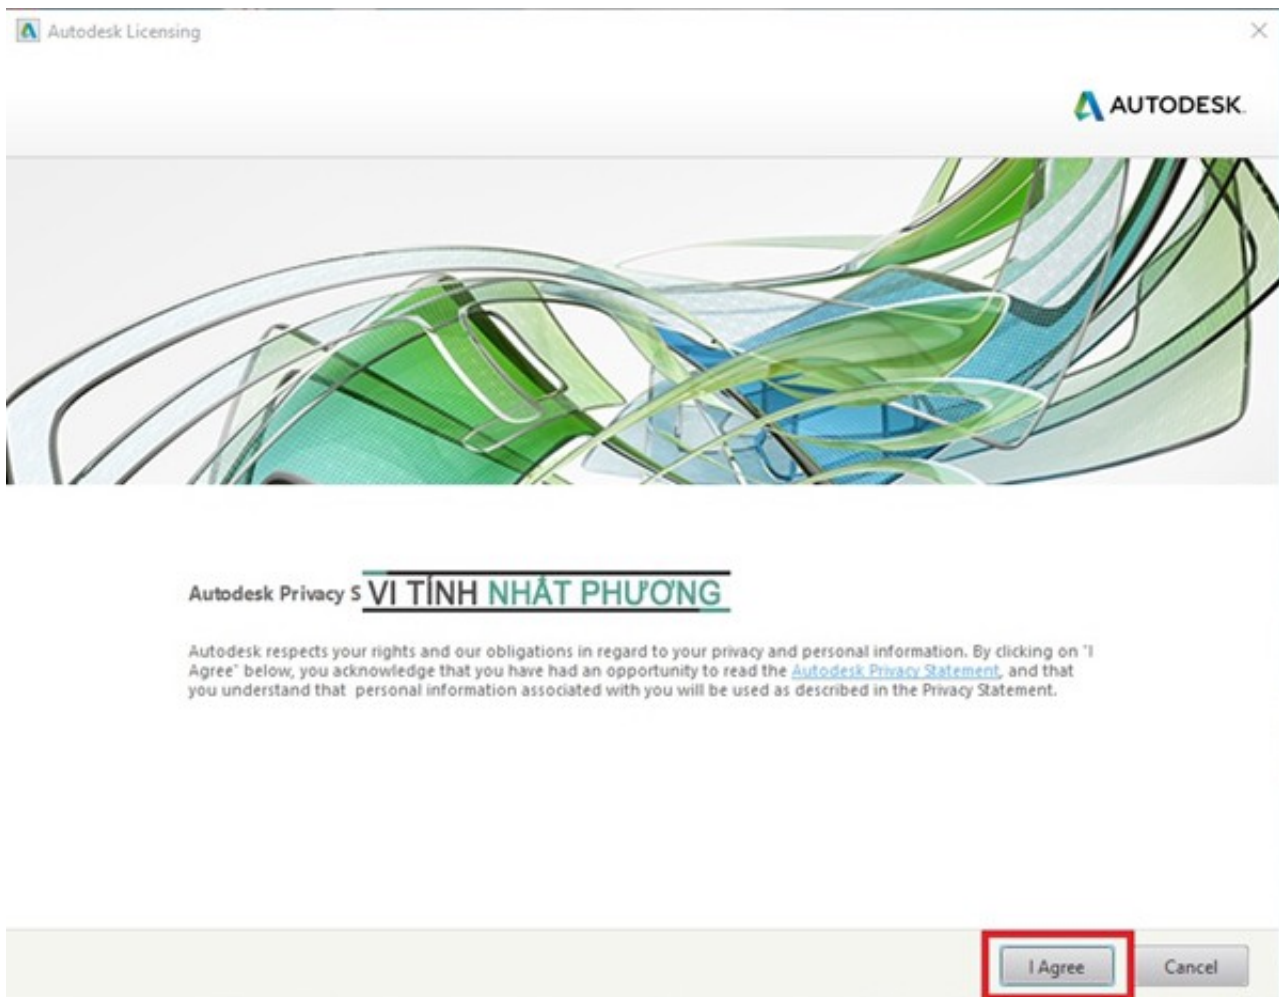 Autodesk Licensing
AUTODESK.
Autodesk Privacy S VI TÍNH NHẬT PHƯƠNG
Autodesk respects your rights and our obligations in regard to your privacy and personal information. By clicking on "I
Agree" below, you acknowledge that you have had an opportunity to read the Autodesk Privacy Statement, and that
you understand that personal information associated with you will be used as described in the Privacy Statement.
I Agree
Cancel